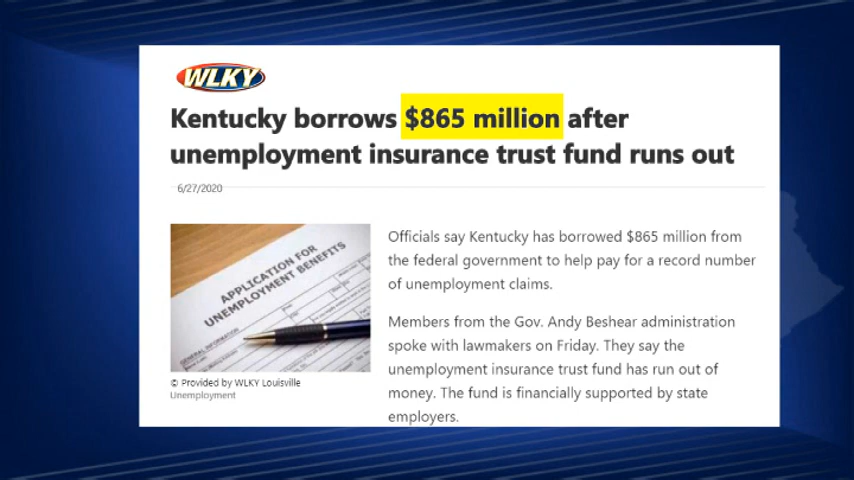 WLKY
Kentucky borrows $865 million after
unemployment insurance trust fund runs out
6/27/2020
APPLICATION FOR
UNEMPLOYMENT BENEFITS
GENERAL INFORMATION
Officials say Kentucky has borrowed $865 million from
the federal government to help pay for a record number
of unemployment claims.
Members from the Gov. Andy Beshear administration
spoke with lawmakers on Friday. They say the
unemployment insurance trust fund has run out of
money. The fund is financially supported by state
employers.
© Provided by WLKY Louisville
Unemployment